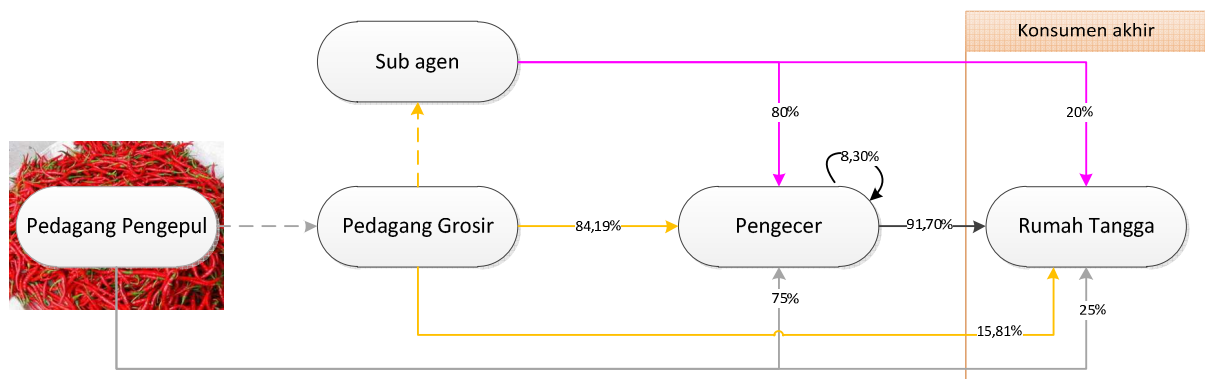 Konsumen akhir
Sub agen
80%
20%
8,30%
Pedagang Pengepul
Pedagang Grosir
84,19%
Pengecer
91,70%
Rumah Tangga
75%
25%
15,81%